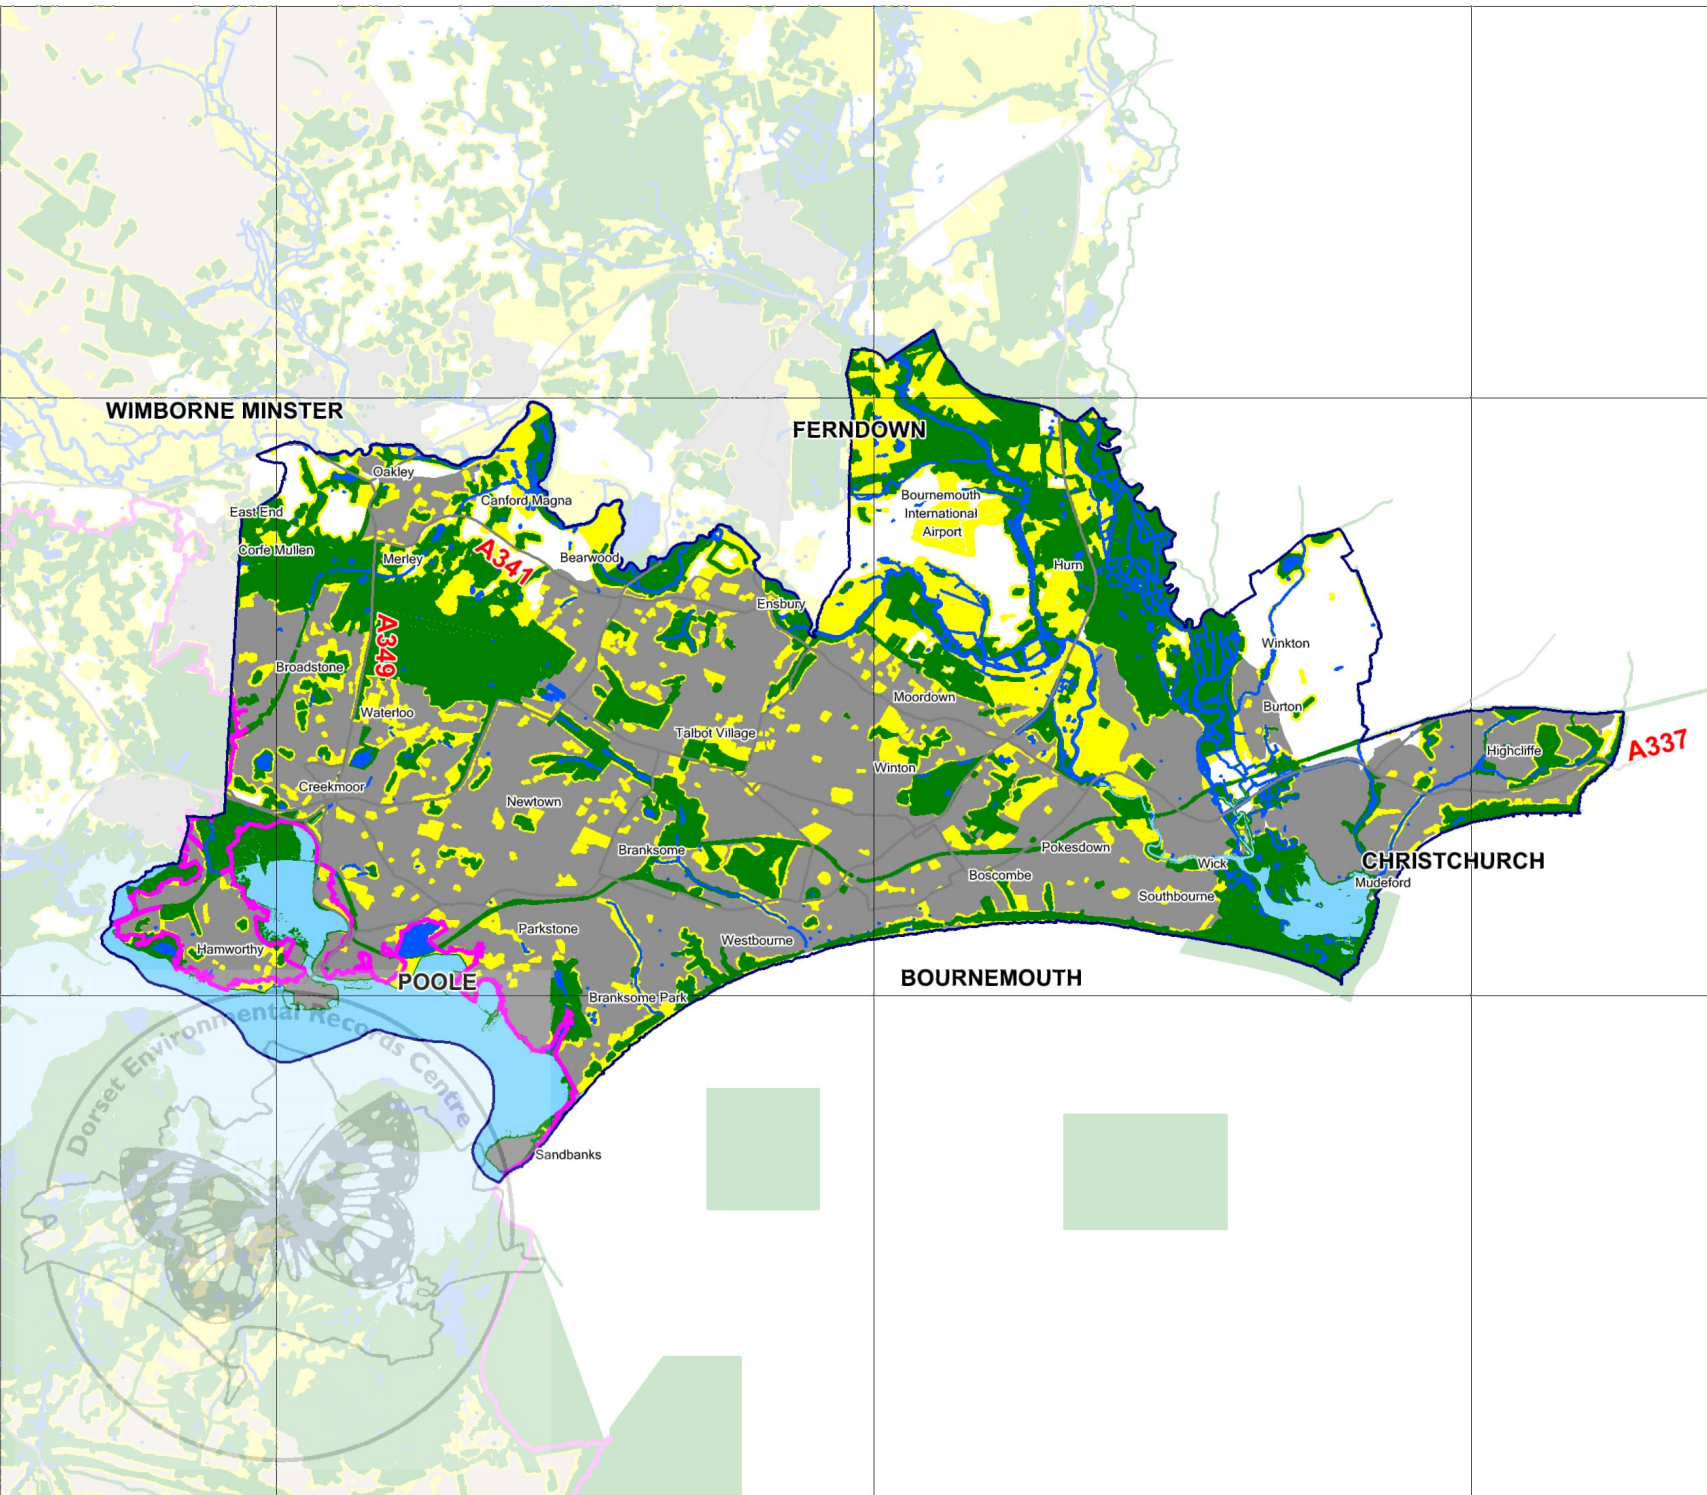 WIMBORNE MINSTER
FERNDOWN
Oakley
Canford Magna
Bournemouth
International
Airport
East End
Corfe Mullen
Merley
A341
Bearwood
Hurn
Ensbury
A349
Broadstone
Winkton
Moordown
Waterloo
Burton
Talbot Village
Highcliffe
A337
Winton
Creekmoor
Newtown
Branksome
Pokesdown
Wick
CHRISTCHURCH
Boscombe
Mudeford
Southbourne
Parkstone
Hamworthy
Westbourne
POOLE
BOURNEMOUTH
Branksome Park
Dorset Environmental Records Centre
Sandbanks